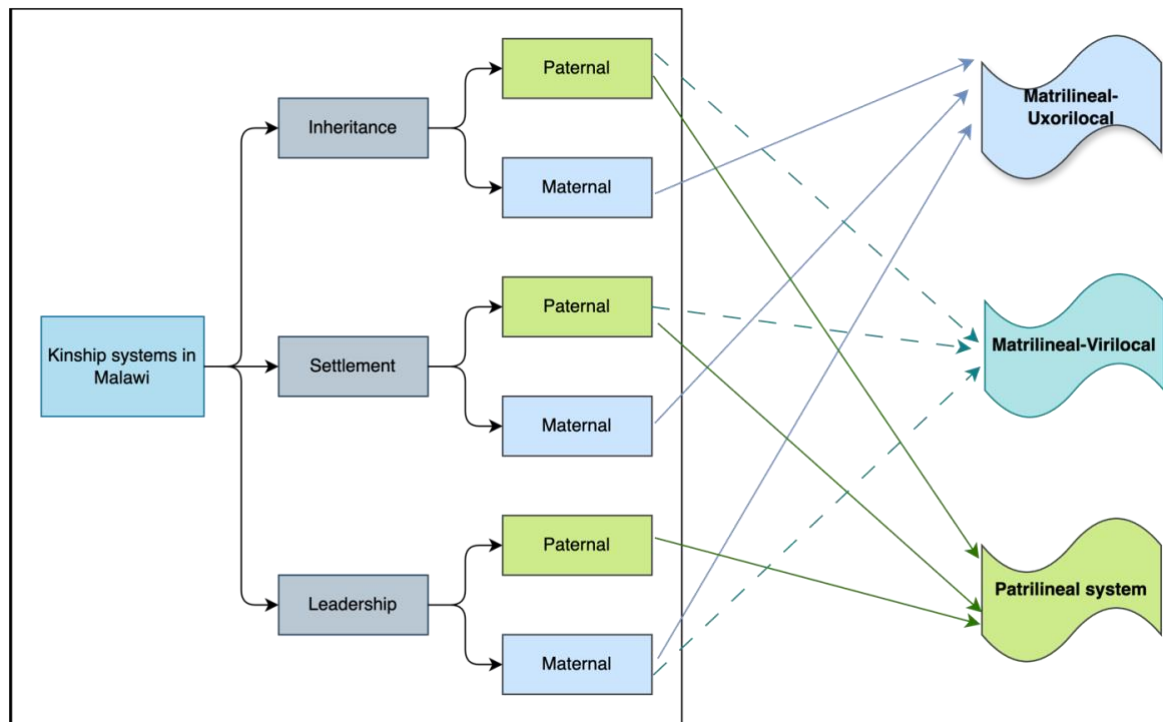 Kinship systems in
Malawi
Inheritance
Settlement
Leadership
Paternal
Maternal
Paternal
Maternal
Paternal
Maternal
Matrilineal-
Uxorilocal
Matrilineal-Virilocal
Patrilineal system